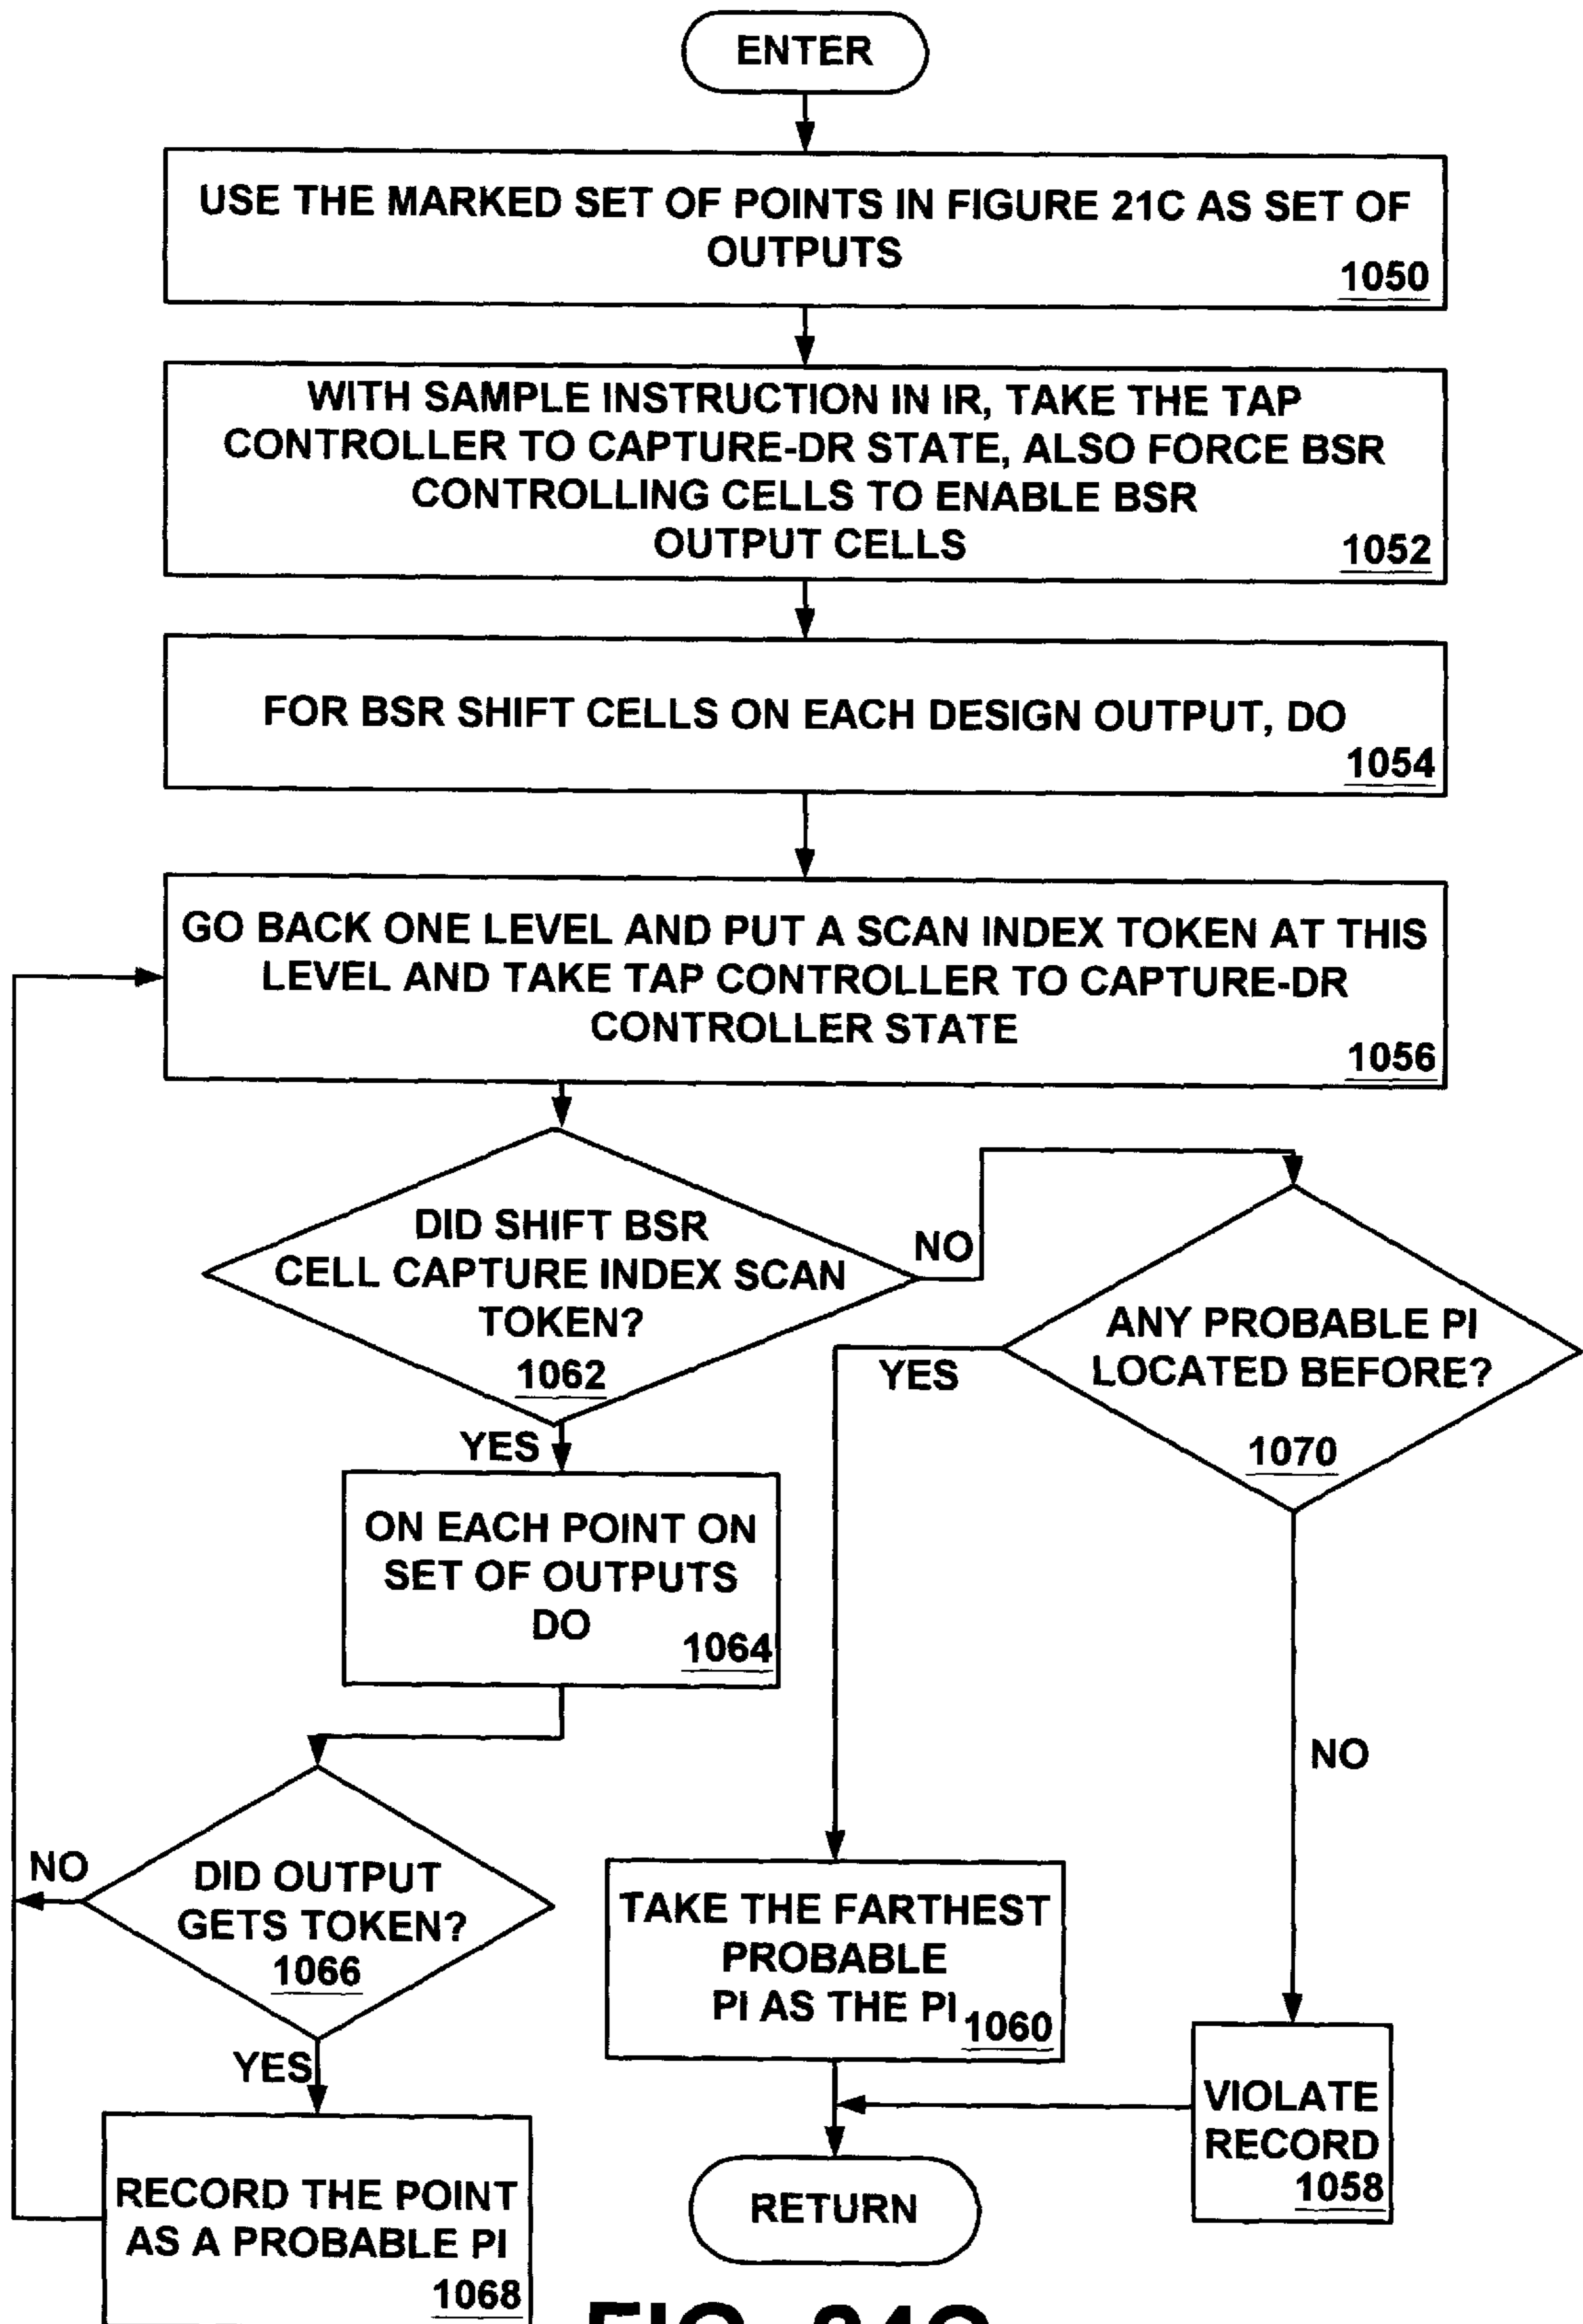 ENTER
USE THE MARKED SET OF POINTS IN FIGURE 21C AS SET OF
OUTPUTS
1050
WITH SAMPLE INSTRUCTION IN IR, TAKE THE TAP
CONTROLLER TO CAPTURE-DR STATE, ALSO FORCE BSR
CONTROLLING CELLS TO ENABLE BSR
OUTPUT CELLS
1052
FOR BSR SHIFT CELLS ON EACH DESIGN OUTPUT, DO
1054
GO BACK ONE LEVEL AND PUT A SCAN INDEX TOKEN AT THIS
LEVEL AND TAKE TAP CONTROLLER TO CAPTURE-DR
CONTROLLER STATE
1056
DID SHIFT BSR
CELL CAPTURE INDEX SCAN
TOKEN?
1062
NO
ANY PROBABLE PI
LOCATED BEFORE?
1070
YES
YES
ON EACH POINT ON
SET OF OUTPUTS
DO
1064
NO
NO
DID OUTPUT
GETS TOKEN?
1066
TAKE THE FARTHEST
PROBABLE
PI AS THE PI
1060
YES
VIOLATE
RECORD
1058
RECORD THE POINT
AS A PROBABLE PI
1068
RETURN